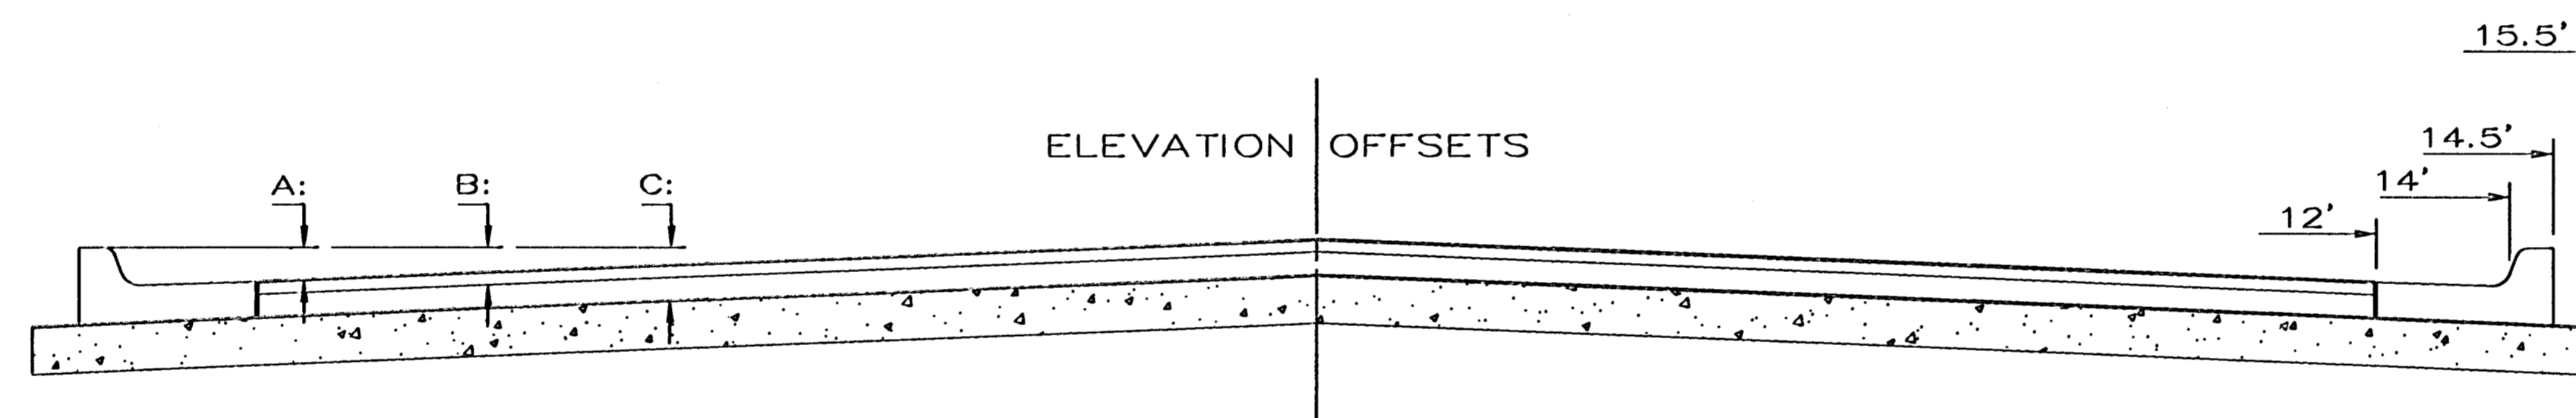 15.5'
ELEVATION OFFSETS
14.5'
A: B: C:
14'
12'